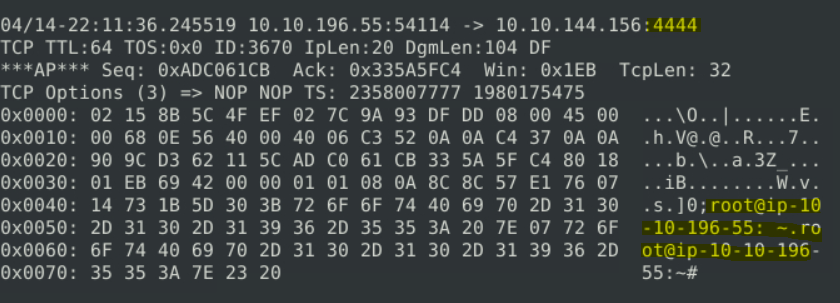 04/14-22:11:36.245519 10.10.196.55:54114 -> 10.10.144.156:4444
TCP TTL:64 TOS:0x0 ID:3670 IpLen:20 DgmLen:104 DF
***AP*** Seq: 0xADC061CB  Ack: 0x335A5FC4  Win: 0x1EB  TcpLen: 32
TCP Options (3) => NOP NOP TS: 2358007777 1980175475
0x0000: 02 15 8B 5C 4F EF 02 7C 9A 93 DF DD 08 00 45 00  ...\O..|......E.
0x0010: 00 68 0E 56 40 00 40 06 C3 52 0A 0A C4 37 0A 0A  .h.V@.@..R...7..
0x0020: 90 9C D3 62 11 5C AD C0 61 CB 33 5A 5F C4 80 18  ...b.\..a.3Z_...
0x0030: 01 EB 69 42 00 00 01 01 08 0A 8C 8C 57 E1 76 07  ..iB........W.v.
0x0040: 14 73 1B 5D 30 3B 72 6F 6F 74 40 69 70 2D 31 30  .s.]0;root@ip-10
0x0050: 2D 31 30 2D 31 39 36 2D 35 35 3A 20 7E 07 72 6F  -10-196-55: ~.ro
0x0060: 6F 74 40 69 70 2D 31 30 2D 31 30 2D 31 39 36 2D  ot@ip-10-10-196-
0x0070: 35 35 3A 7E 23 20  55:~#